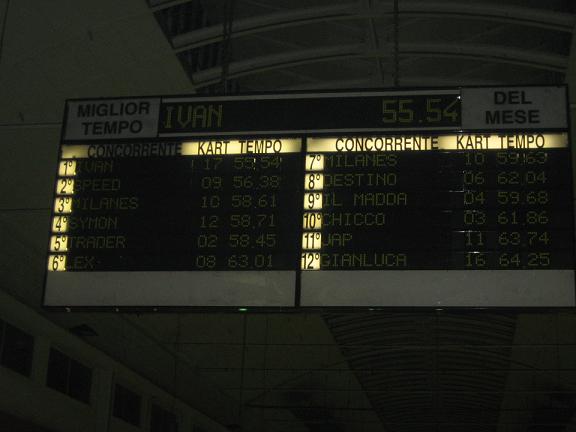 MIGLIOR TEMPO IVAN 55.54 DEL MESE
CONCORRENTE KART TEMPO
1° IVAN 17 55,54
2° SPEED 09 56,38
3° MILANES 10 58,61
4° SYMON 12 58,71
5° TRADER 02 58,45
6° LEX 08 63,01
CONCORRENTE KART TEMPO
7° MILANES 10 59,63
8° DESTINO 06 62,04
9° IL MADDA 04 59,68
10° CHICCO 03 61,86
11° JAP 11 63,74
12° GIANLUCA 16 64,25